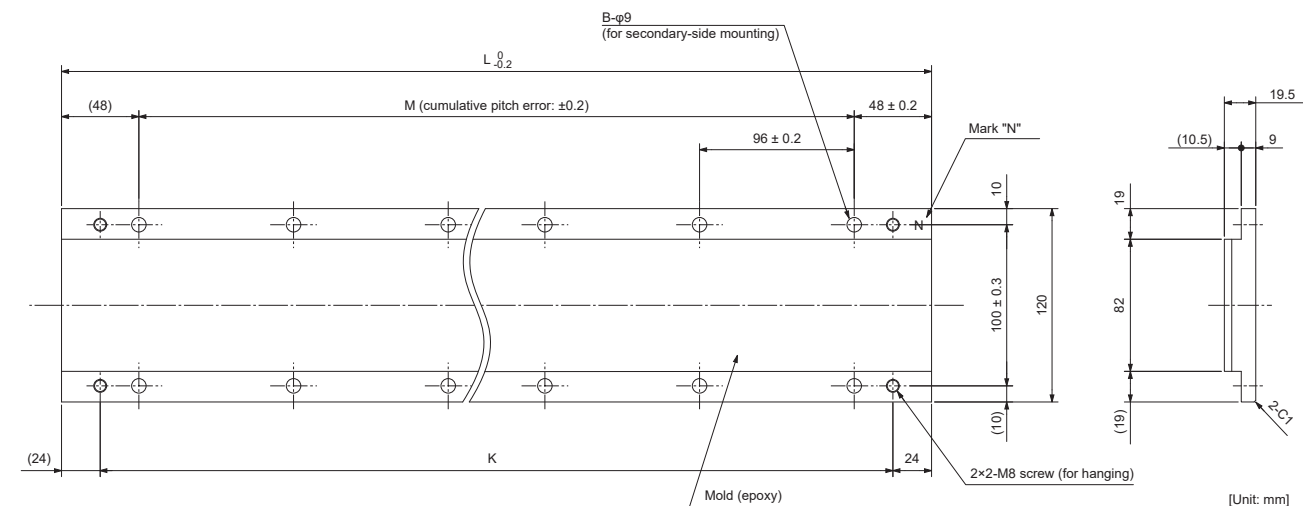 B-φ9
(for secondary-side mounting)
L 0 -0.2
(48)
M (cumulative pitch error: ±0.2)
48 ± 0.2
96 ± 0.2
Mark "N"
19.5
(10.5)
9
10
19
N
100 ± 0.3
120
82
(10)
(19)
2-C1
(24)
K
24
2×2-M8 screw (for hanging)
Mold (epoxy)
[Unit: mm]